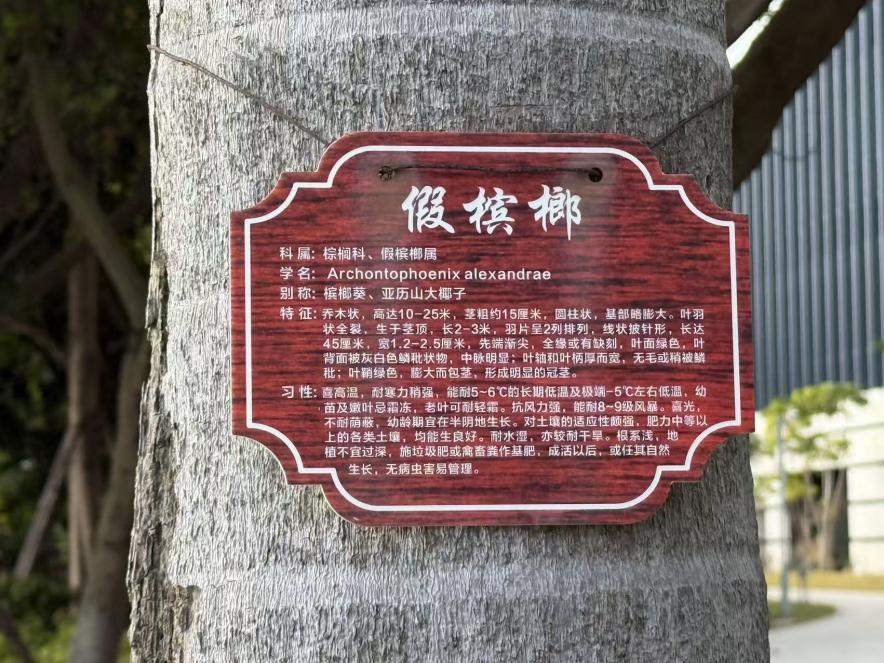 假槟榔
科属：棕榈科、假槟榔属
学名：Archontophoenix alexandrae
别称：槟榔葵、亚历山大椰子
特征：乔木状，高达10-25米，茎粗约15厘米，圆柱状，基部略膨大。叶羽
状全裂，生于茎顶，长2-3米，羽片呈2列排列，线状披针形，长达
45厘米，宽1.2-2.5厘米，先端渐尖，全缘或有缺刻，叶面绿色，叶
背面被灰白色鳞秕状物，中脉明显；叶轴和叶柄厚而宽，无毛或稍被鳞
秕；叶鞘绿色，膨大而包茎，形成明显的冠茎。
习性：喜高温，耐寒力稍强，能耐5~6℃的长期低温及极端-5℃左右低温，幼
苗及嫩叶忌霜冻，老叶可耐轻霜。抗风力强，能耐8~9级风暴。喜光，
不耐荫蔽，幼龄期宜在半阴地生长。对土壤的适应性颇强，肥力中等以
上的各类土壤，均能生良好。耐水湿，亦较耐干旱。根系浅，地
植不宜过深，施垃圾肥或禽畜粪作基肥，成活以后，或任其自然
生长，无病虫害易管理。